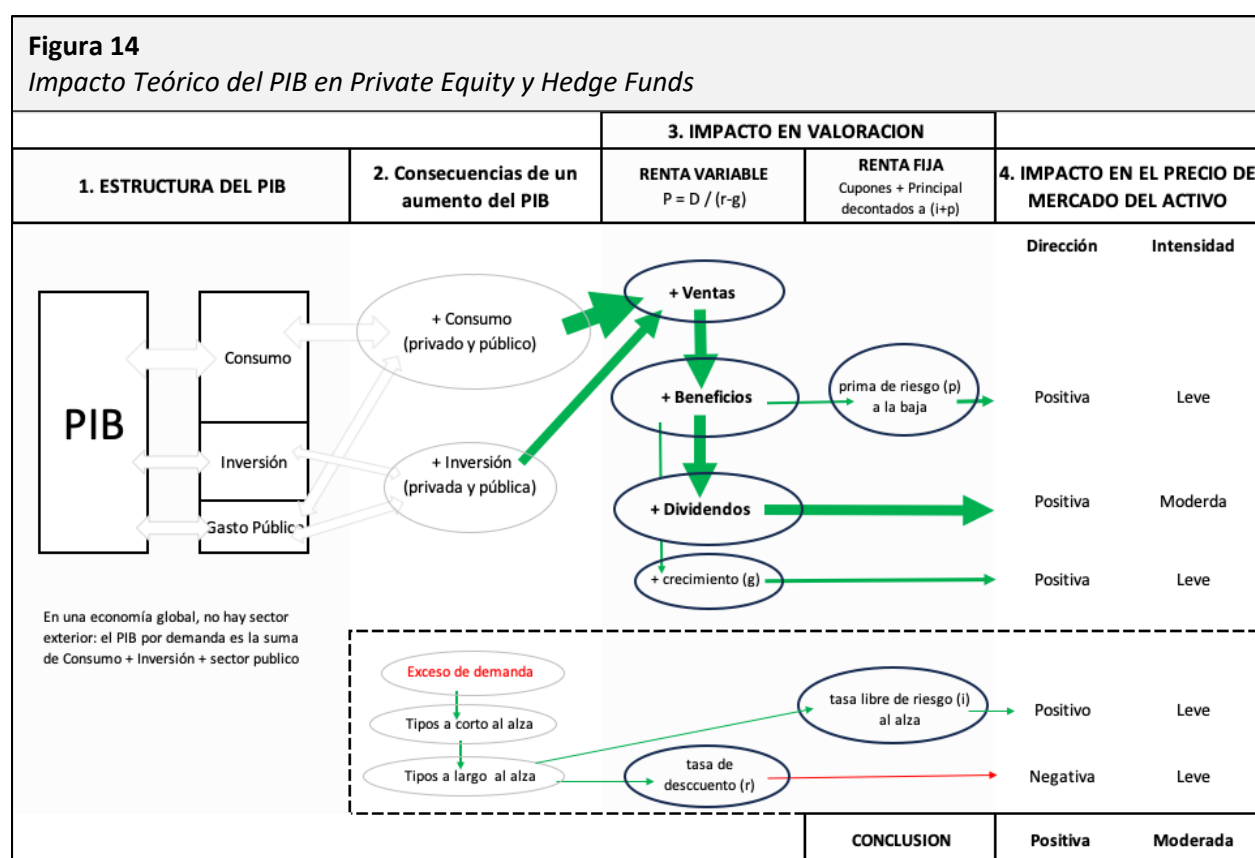 Figura 14
Impacto Teórico del PIB en Private Equity y Hedge Funds
3. IMPACTO EN VALORACION
1. ESTRUCTURA DEL PIB
2. Consecuencias de un
aumento del PIB
RENTA VARIABLE
P = D / (r-g)
RENTA FIJA
Cupones + Principal
decontados a (i+p)
4. IMPACTO EN EL PRECIO DE
MERCADO DEL ACTIVO
Dirección Intensidad
PIB
Consumo
Inversión
Gasto Público
+ Consumo
(privado y público)
+ Inversión
(privada y pública)
+ Ventas
+ Beneficios
prima de riesgo (p)
a la baja
Positiva Leve
+ Dividendos
Positiva Moderda
+ crecimiento (g)
Positiva Leve
En una economía global, no hay sector
exterior: el PIB por demanda es la suma
de Consumo + Inversión + sector publico
Exceso de demanda
Tipos a corto al alza
Tipos a largo al alza
tasa libre de riesgo (i)
al alza
Positivo Leve
tasa de
desccuento (r)
Negativa Leve
CONCLUSION Positiva Moderada